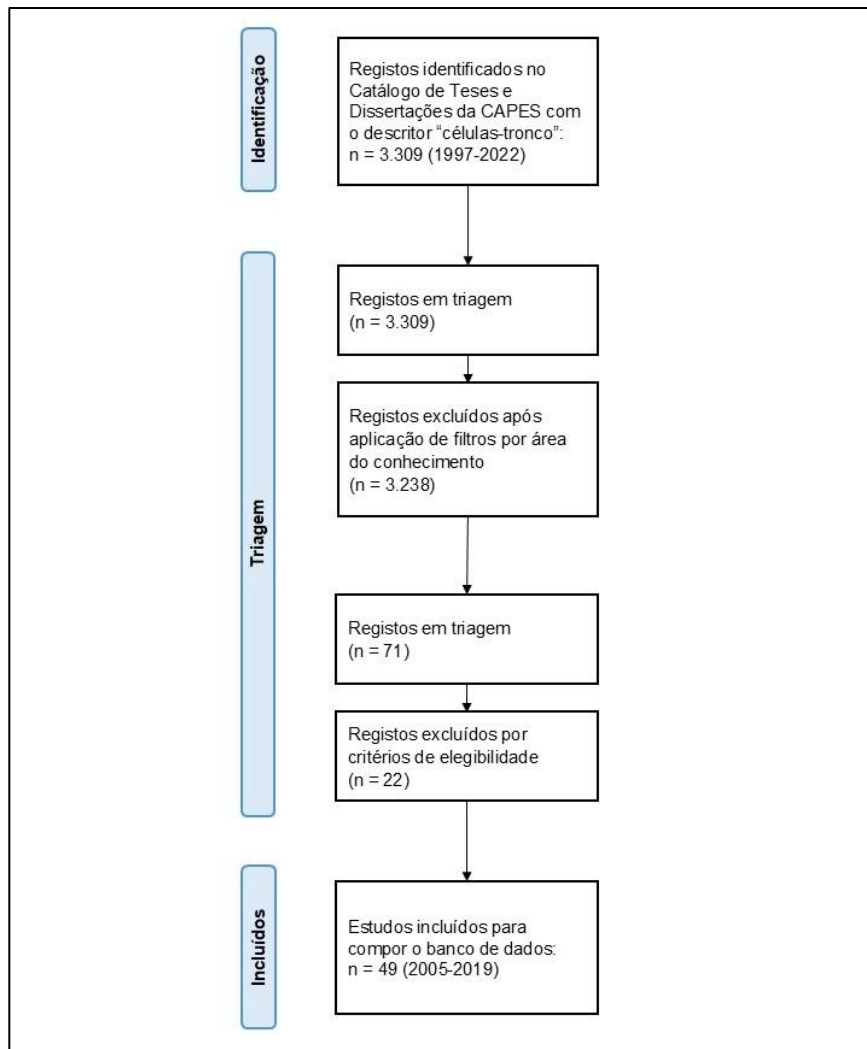 Identificação
Registos identificados no
Catálogo de Teses e
Dissertações da CAPES com
o descritor “células-tronco”:
n = 3.309 (1997-2022)
Triagem
Registos em triagem
(n = 3.309)
Registos excluídos após
aplicação de filtros por área
do conhecimento
(n = 3.238)
Registos em triagem
(n = 71)
Registos excluídos por
critérios de elegibilidade
(n = 22)
Incluídos
Estudos incluídos para
compor o banco de dados:
n = 49 (2005-2019)